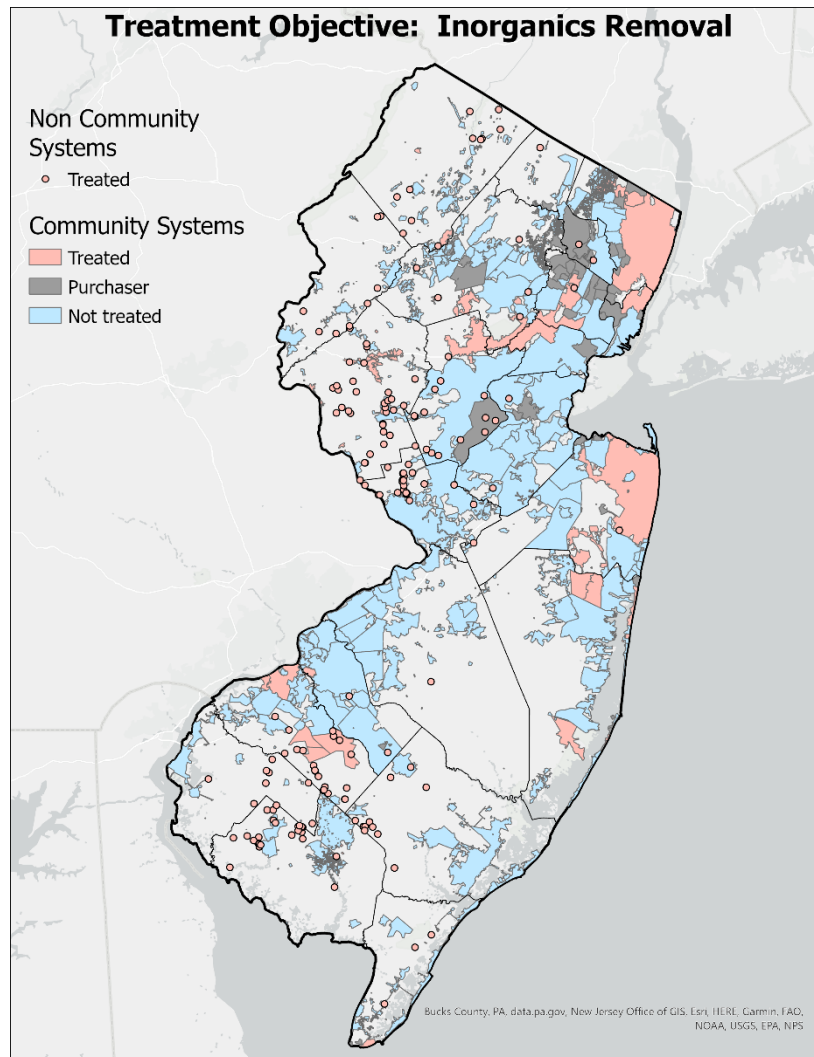 Treatment Objective:  Inorganics Removal
Non Community
Systems
Treated
Community Systems
Treated
Purchaser
Not treated
Bucks County, PA, data.pa.gov, New Jersey Office of GIS, Esri, HERE, Garmin, FAO,
NOAA, USGS, EPA, NPS